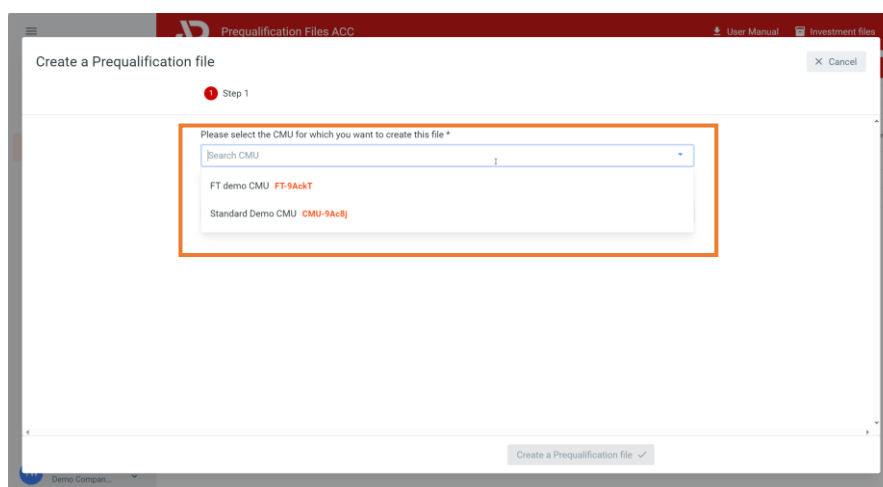 Prequalification Files ACC
User Manual
Investment files
Create a Prequalification file
Cancel
1 Step 1
Please select the CMU for which you want to create this file *
Search CMU
FT demo CMU FT-9AckT
Standard Demo CMU CMU-9Ac8j
Create a Prequalification file
Demo Compan...